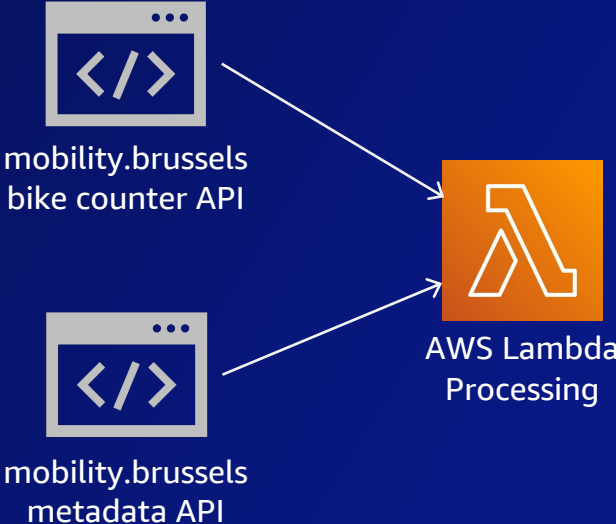 </>
mobility.brussels
bike counter API
AWS Lambda
Processing
</>
mobility.brussels
metadata API